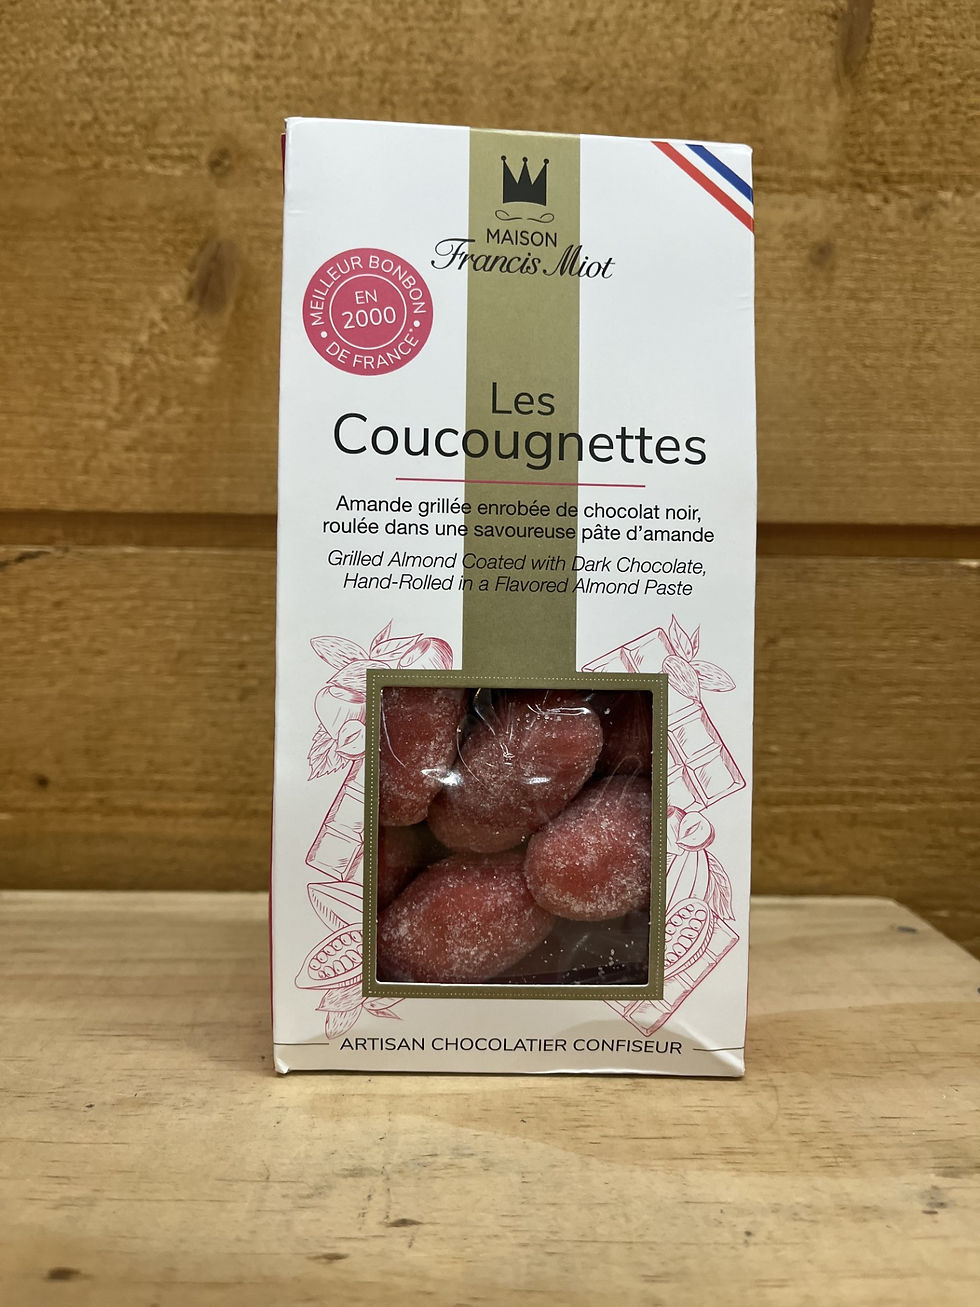 MAISON
Francis Miot
MEILLEUR BONBON
EN
2000
• DE FRANCE* •
Les
Coucougnettes
Amande grillée enrobée de chocolat noir,
roulée dans une savoureuse pâte d'amande
Grilled Almond Coated with Dark Chocolate,
Hand-Rolled in a Flavored Almond Paste
ARTISAN CHOCOLATIER CONFISEUR